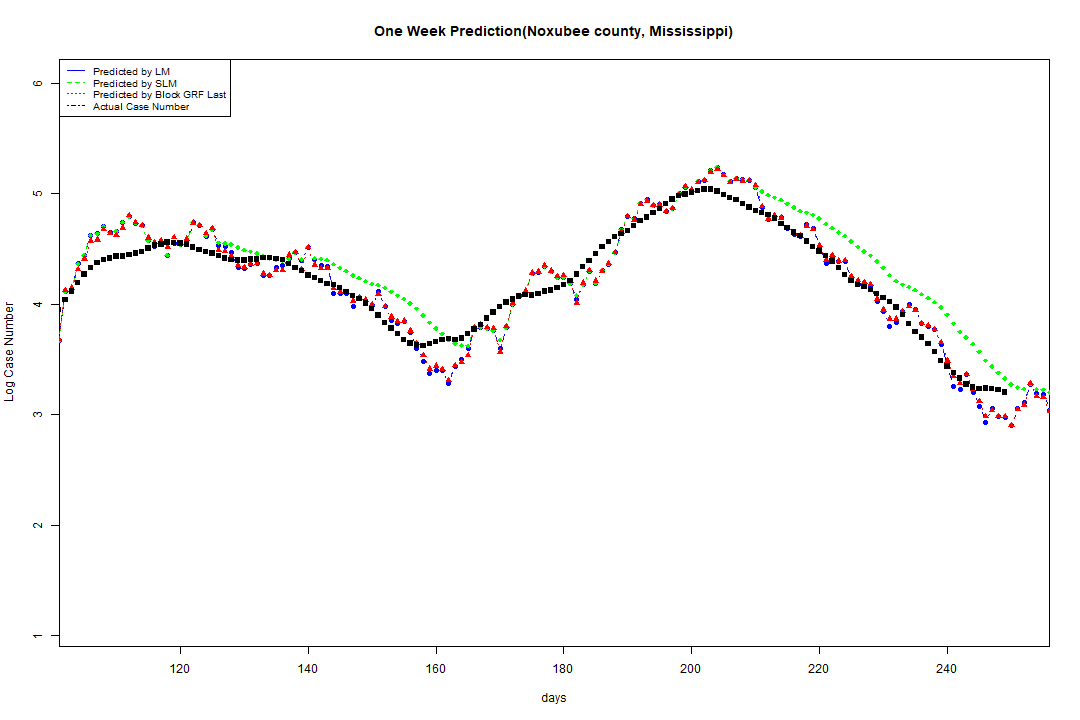 One Week Prediction(Noxubee county, Mississippi)
Predicted by LM
Predicted by SLM
Predicted by Block GRF Last
Actual Case Number
6
5
4
3
2
1
Log Case Number
120 140 160 180 200 220 240
days